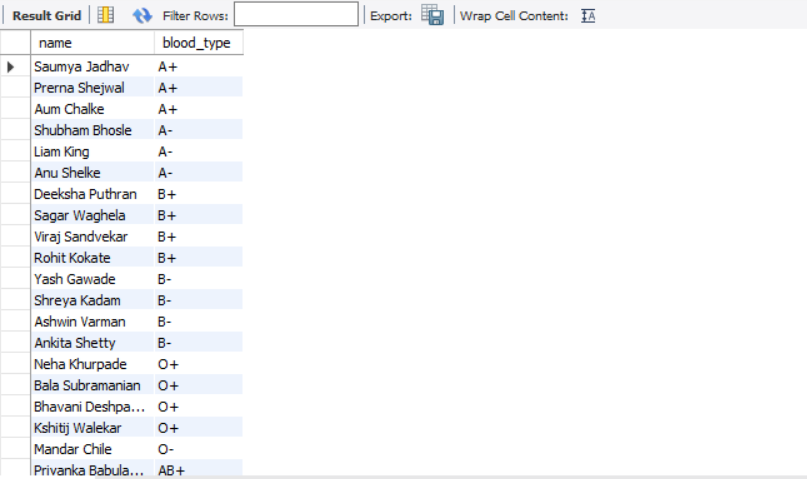 Result Grid Filter Rows: Export: Wrap Cell Content: IA
name blood_type
Saumya Jadhav A+
Prerna Shejwal A+
Aum Chalke A+
Shubham Bhosle A-
Liam King A-
Anu Shelke A-
Deeksha Puthran B+
Sagar Waghela B+
Viraj Sandvekar B+
Rohit Kokate B+
Yash Gawade B-
Shreya Kadam B-
Ashwin Varman B-
Ankita Shetty B-
Neha Khurpade O+
Bala Subramanian O+
Bhavani Deshpa... O+
Kshitij Walekar O+
Mandar Chile O-
Priyanka Babula... AB+